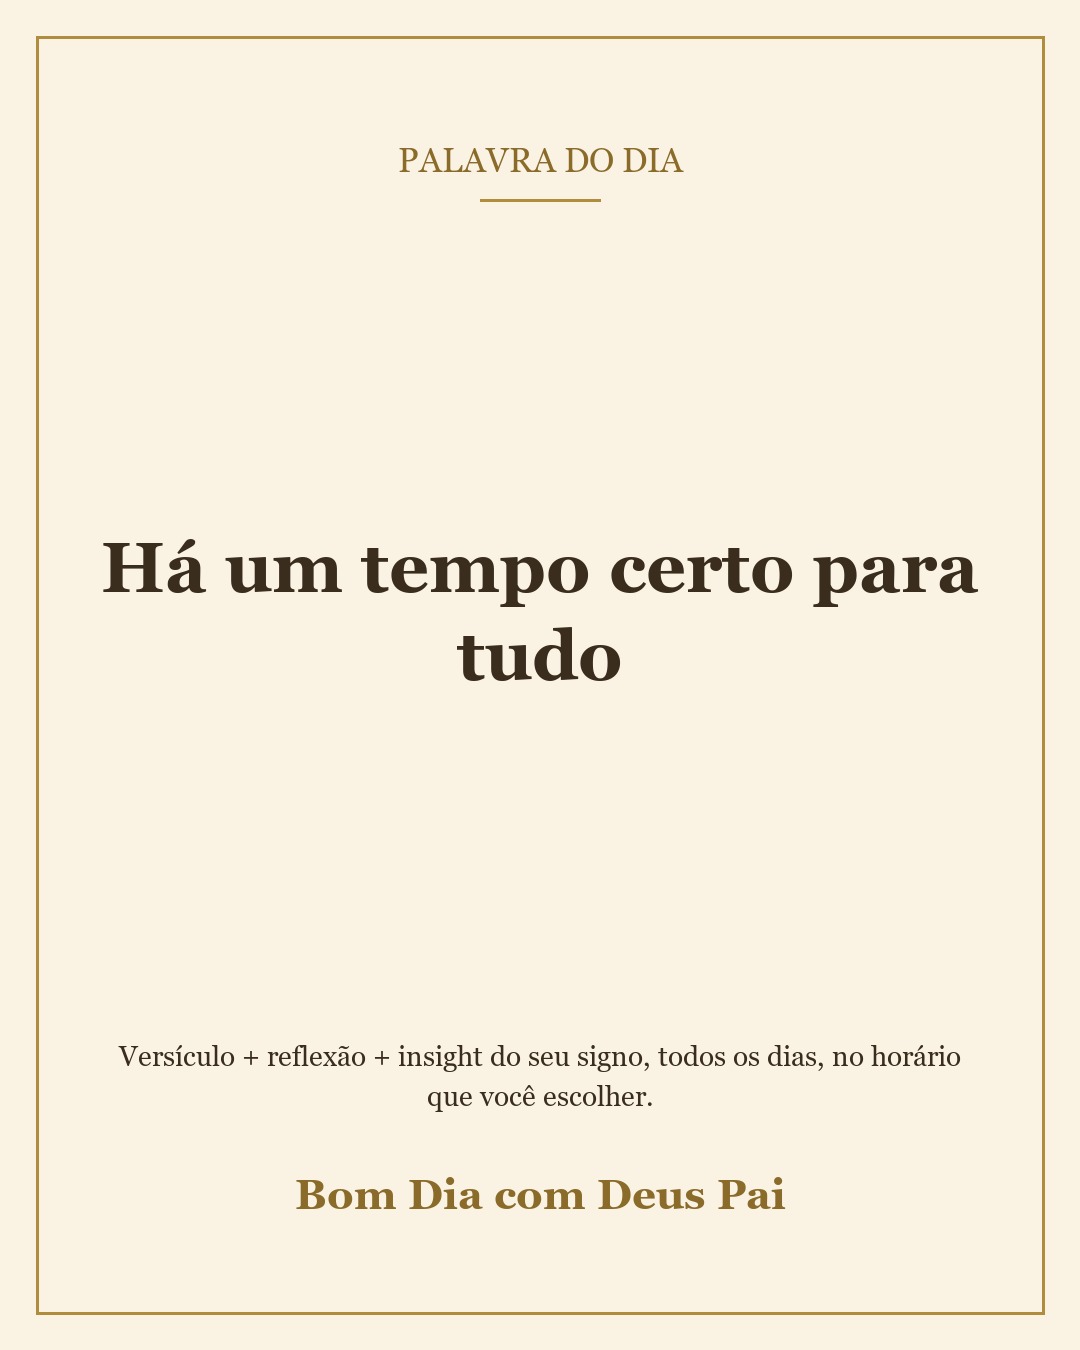 PALAVRA DO DIA
Há um tempo certo para
tudo
Versículo + reflexão + insight do seu signo, todos os dias, no horário
que você escolher.
Bom Dia com Deus Pai